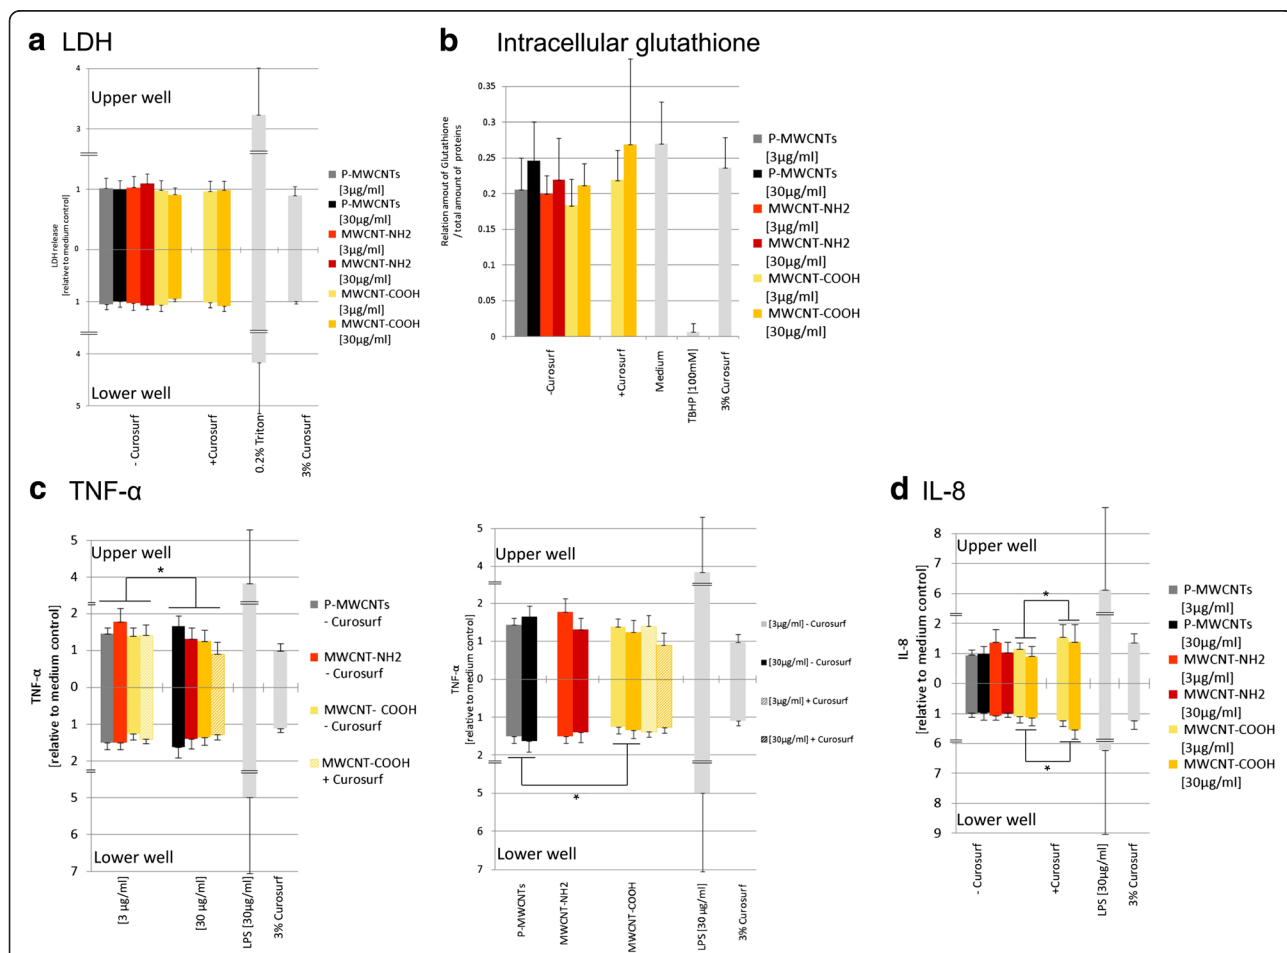 a LDH
4
Upper well
3
1
0
1
4
Lower well
5
LDH release
[relative to medium control]
- Curosurf
+Curosurf
0.2% Triton
3% Curosurf
P-MWCNTs
[3µg/ml]
P-MWCNTs
[30µg/ml]
MWCNT-NH2
[3µg/ml]
MWCNT-NH2
[30µg/ml]
MWCNT-COOH
[3µg/ml]
MWCNT-COOH
[30µg/ml]
b Intracellular glutathione
0.35
0.3
0.25
0.2
0.15
0.1
0.05
0
Relation amout of Glutathione
/ total amount of proteins
-Curosurf
+Curosurf
Medium
TBHP [100mM]
3% Curosurf
P-MWCNTs
[3µg/ml]
P-MWCNTs
[30µg/ml]
MWCNT-NH2
[3µg/ml]
MWCNT-NH2
[30µg/ml]
MWCNT-COOH
[3µg/ml]
MWCNT-COOH
[30µg/ml]
c TNF-α
5
Upper well
4
*
2
1
0
1
2
5
6
Lower well
7
TNF-α
[relative to medium control]
[3 µg/ml]
[30 µg/ml]
LPS [30µg/ml]
3% Curosurf
P-MWCNTs
- Curosurf
MWCNT-NH2
- Curosurf
MWCNT- COOH
- Curosurf
MWCNT-COOH
+ Curosurf
5
Upper well
4
2
1
0
1
2
5
*
6
Lower well
7
TNF-α
[relative to medium control]
P-MWCNTs
MWCNT-NH2
MWCNT-COOH
LPS [30 µg/ml]
3% Curosurf
[3µg/ml] - Curosurf
[30µg/ml] - Curosurf
[3µg/ml] + Curosurf
[30µg/ml] + Curosurf
d IL-8
8
Upper well
7
6
*
2
1
0
1
6
*
7
8
Lower well
9
IL-8
[relative to medium control]
- Curosurf
+Curosurf
LPS [30µg/ml]
3% Curosurf
P-MWCNTs
[3µg/ml]
P-MWCNTs
[30µg/ml]
MWCNT-NH2
[3µg/ml]
MWCNT-NH2
[30µg/ml]
MWCNT-COOH
[3µg/ml]
MWCNT-COOH
[30µg/ml]